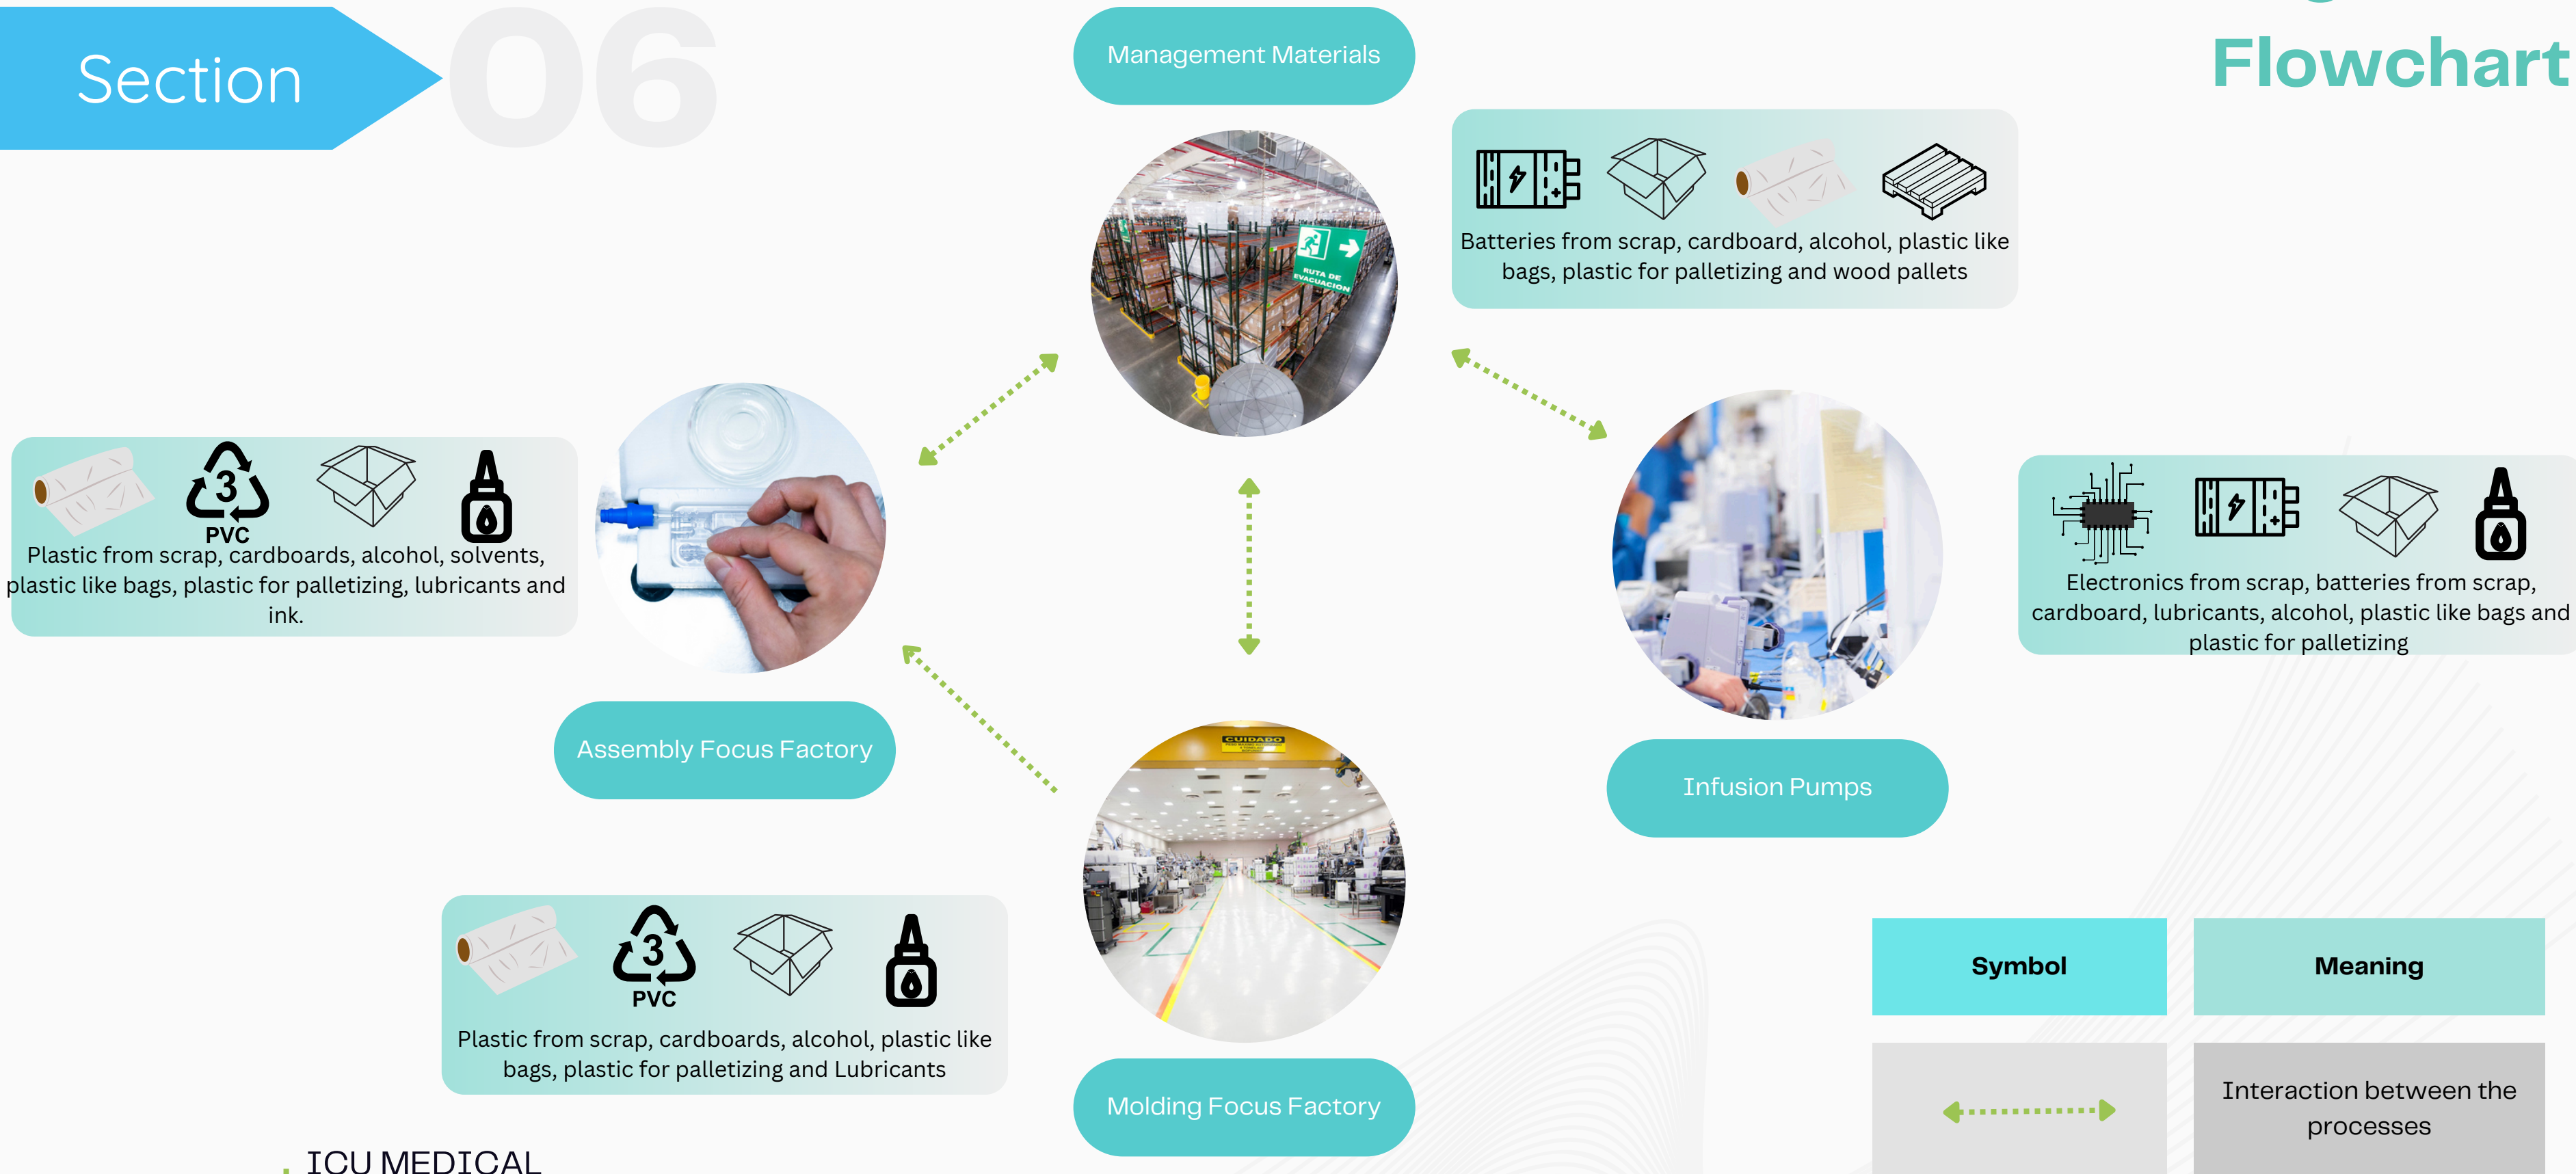 Section
06
Management Materials
Flowchart
RUTA DE
EVACUACION
Batteries from scrap, cardboard, alcohol, plastic like
bags, plastic for palletizing and wood pallets
3
PVC
Plastic from scrap, cardboards, alcohol, solvents,
plastic like bags, plastic for palletizing, lubricants and
ink.
Electronics from scrap, batteries from scrap,
cardboard, lubricants, alcohol, plastic like bags and
plastic for palletizing
Assembly Focus Factory
CUIDADO
Infusion Pumps
3
PVC
Plastic from scrap, cardboards, alcohol, plastic like
bags, plastic for palletizing and Lubricants
Molding Focus Factory
Symbol
Meaning
Interaction between the
processes
ICU MEDICAL